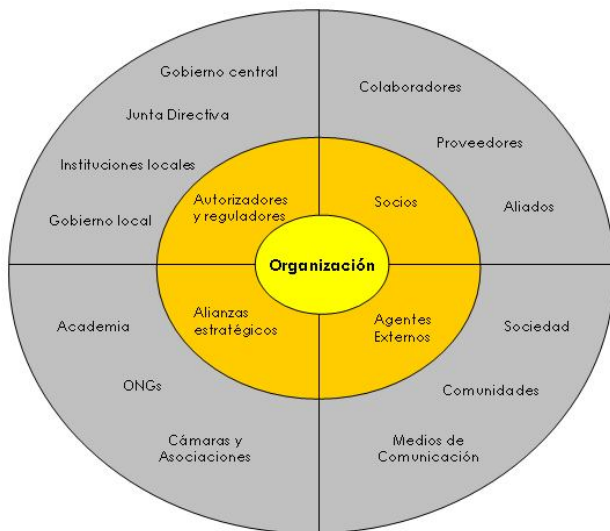 Gobierno central
Junta Directiva
Instituciones locales
Gobierno local
Colaboradores
Proveedores
Aliados
Autorizadores
y reguladores
Socios
Organización
Alianzas
estratégicos
Agentes
Externos
Academia
ONGs
Cámaras y
Asociaciones
Sociedad
Comunidades
Medios de
Comunicación